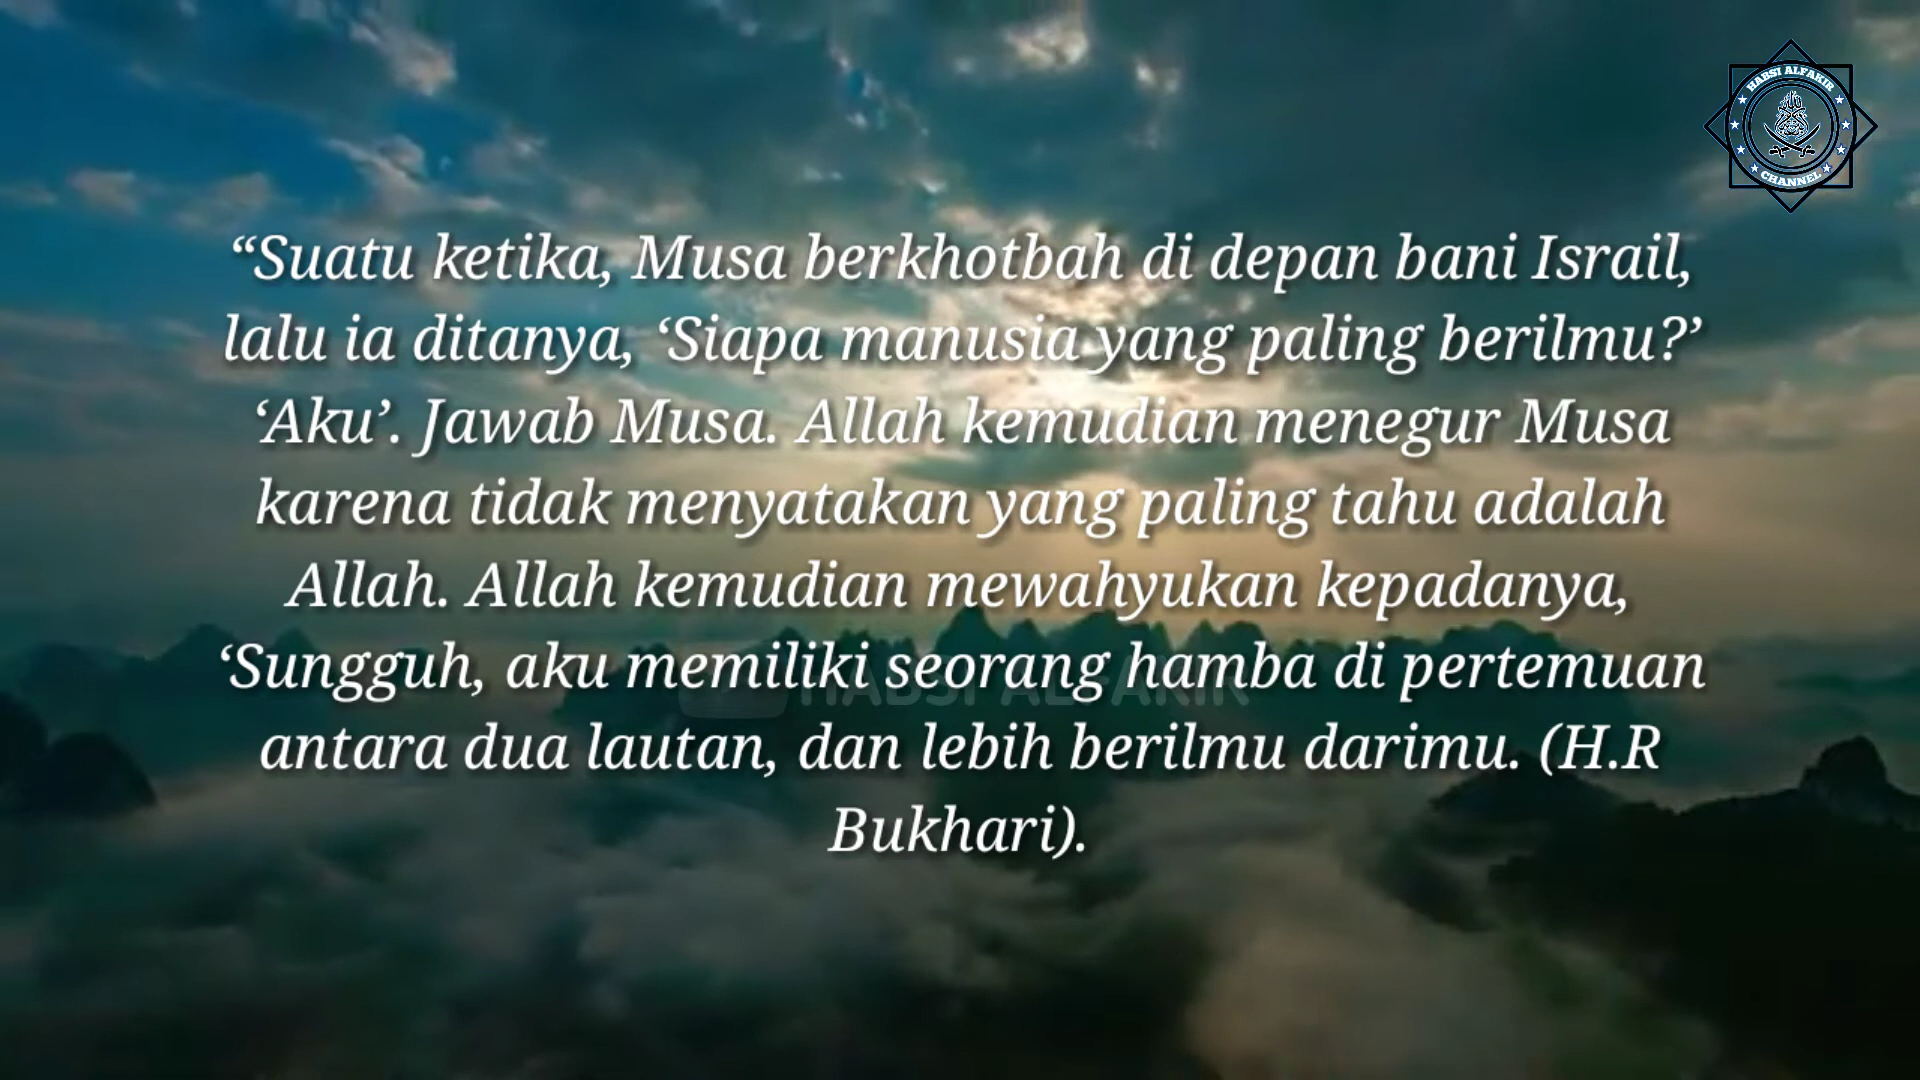 HABSI ALFAKIR
CHANNEL
“Suatu ketika, Musa berkhotbah di depan bani Israil,
lalu ia ditanya, ‘Siapa manusia yang paling berilmu?’
‘Aku’. Jawab Musa. Allah kemudian menegur Musa
karena tidak menyatakan yang paling tahu adalah
Allah. Allah kemudian mewahyukan kepadanya,
‘Sungguh, aku memiliki seorang hamba di pertemuan
HABSI ALFAKIR
antara dua lautan, dan lebih berilmu darimu. (H.R
Bukhari).